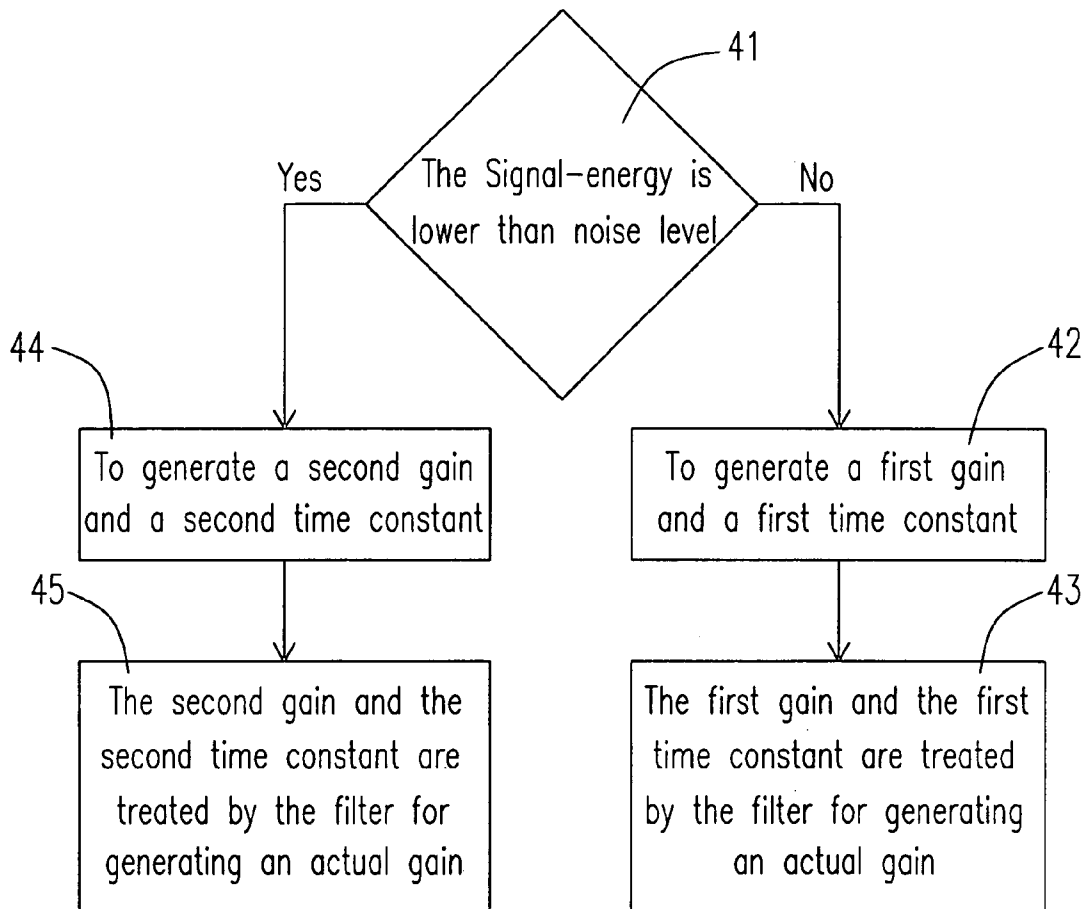 41
The Signal-energy is
lower than noise level
Yes
No
44
42
To generate a second gain
and a second time constant
To generate a first gain
and a first time constant
45
43
The second gain and the
second time constant are
treated by the filter for
generating an actual gain
The first gain and the first
time constant are treated
by the filter for generating
an actual gain